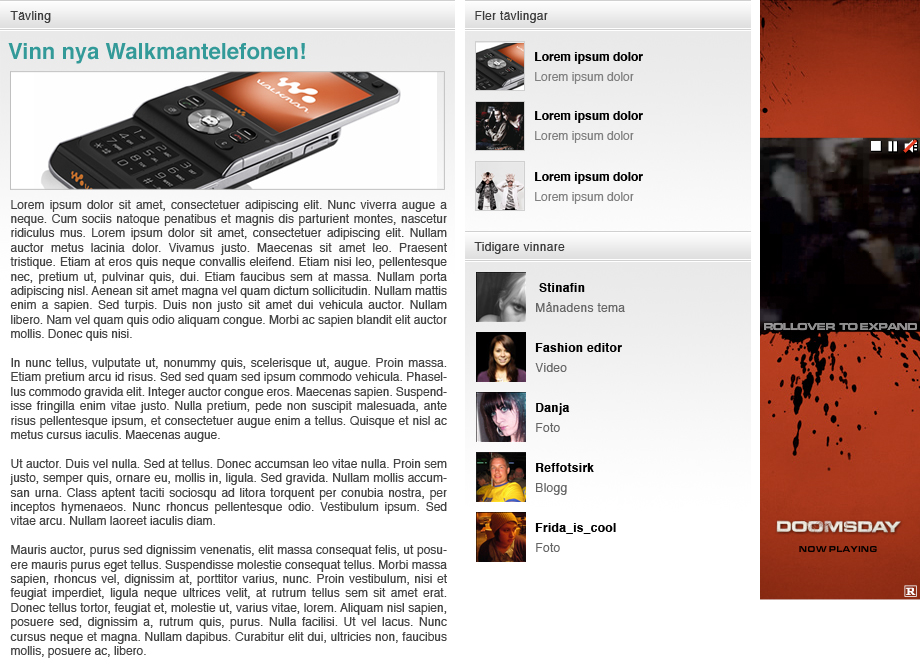 Tävling
Vinn nya Walkmantelefonen!
WALKMAN
Lorem ipsum dolor sit amet, consectetuer adipiscing elit. Nunc viverra augue a
neque. Cum sociis natoque penatibus et magnis dis parturient montes, nascetur
ridiculus mus. Lorem ipsum dolor sit amet, consectetuer adipiscing elit. Nullam
auctor metus lacinia dolor. Vivamus justo. Maecenas sit amet leo. Praesent
tristique. Etiam at eros quis neque convallis eleifend. Etiam nisi leo, pellentesque
nec, pretium ut, pulvinar quis, dui. Etiam faucibus sem at massa. Nullam porta
adipiscing nisl. Aenean sit amet magna vel quam dictum sollicitudin. Nullam mattis
enim a sapien. Sed turpis. Duis non justo sit amet dui vehicula auctor. Nullam
libero. Nam vel quam quis odio aliquam congue. Morbi ac sapien blandit elit auctor
mollis. Donec quis nisi.
In nunc tellus, vulputate ut, nonummy quis, scelerisque ut, augue. Proin massa.
Etiam pretium arcu id risus. Sed sed quam sed ipsum commodo vehicula. Phasel-
lus commodo gravida elit. Integer auctor congue eros. Maecenas sapien. Suspend-
isse fringilla enim vitae justo. Nulla pretium, pede non suscipit malesuada, ante
risus pellentesque ipsum, et consectetuer augue enim a tellus. Quisque et nisl ac
metus cursus iaculis. Maecenas augue.
Ut auctor. Duis vel nulla. Sed at tellus. Donec accumsan leo vitae nulla. Proin sem
justo, semper quis, ornare eu, mollis in, ligula. Sed gravida. Nullam mollis accum-
san urna. Class aptent taciti sociosqu ad litora torquent per conubia nostra, per
inceptos hymenaeos. Nunc rhoncus pellentesque odio. Vestibulum ipsum. Sed
vitae arcu. Nullam laoreet iaculis diam.
Mauris auctor, purus sed dignissim venenatis, elit massa consequat felis, ut posu-
ere mauris purus eget tellus. Suspendisse molestie consequat tellus. Morbi massa
sapien, rhoncus vel, dignissim at, porttitor varius, nunc. Proin vestibulum, nisi et
feugiat imperdiet, ligula neque ultrices velit, at rutrum tellus sem sit amet erat.
Donec tellus tortor, feugiat et, molestie ut, varius vitae, lorem. Aliquam nisl sapien,
posuere sed, dignissim a, rutrum quis, purus. Nulla facilisi. Ut vel lacus. Nunc
cursus neque et magna. Nullam dapibus. Curabitur elit dui, ultricies non, faucibus
mollis, posuere ac, libero.
Fler tävlingar
Lorem ipsum dolor
Lorem ipsum dolor
Lorem ipsum dolor
Lorem ipsum dolor
Lorem ipsum dolor
Lorem ipsum dolor
Tidigare vinnare
Stinafin
Månadens tema
Fashion editor
Video
Danja
Foto
Reffotsirk
Blogg
Frida_is_cool
Foto
ROLLOVER TO EXPAND
DOOMSDAY
NOW PLAYING
R